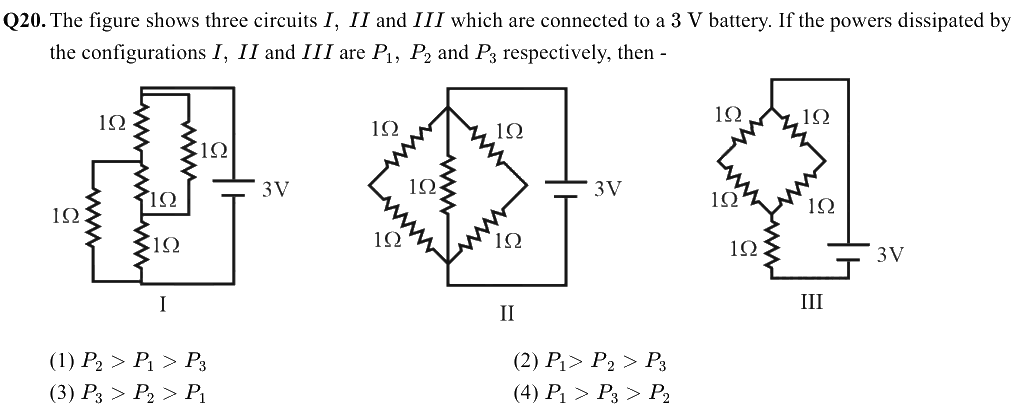 Q20. The figure shows three circuits I, II and III which are connected to a 3 V battery. If the powers dissipated by
the configurations I, II and III are P₁, P₂ and P₃ respectively, then -
1Ω
1Ω
1Ω
1Ω
1Ω
3V
I
1Ω
1Ω
1Ω
1Ω
1Ω
3V
II
1Ω
1Ω
1Ω
1Ω
1Ω
3V
III
(1) P₂ > P₁ > P₃
(2) P₁> P₂ > P₃
(3) P₃ > P₂ > P₁
(4) P₁ > P₃ > P₂